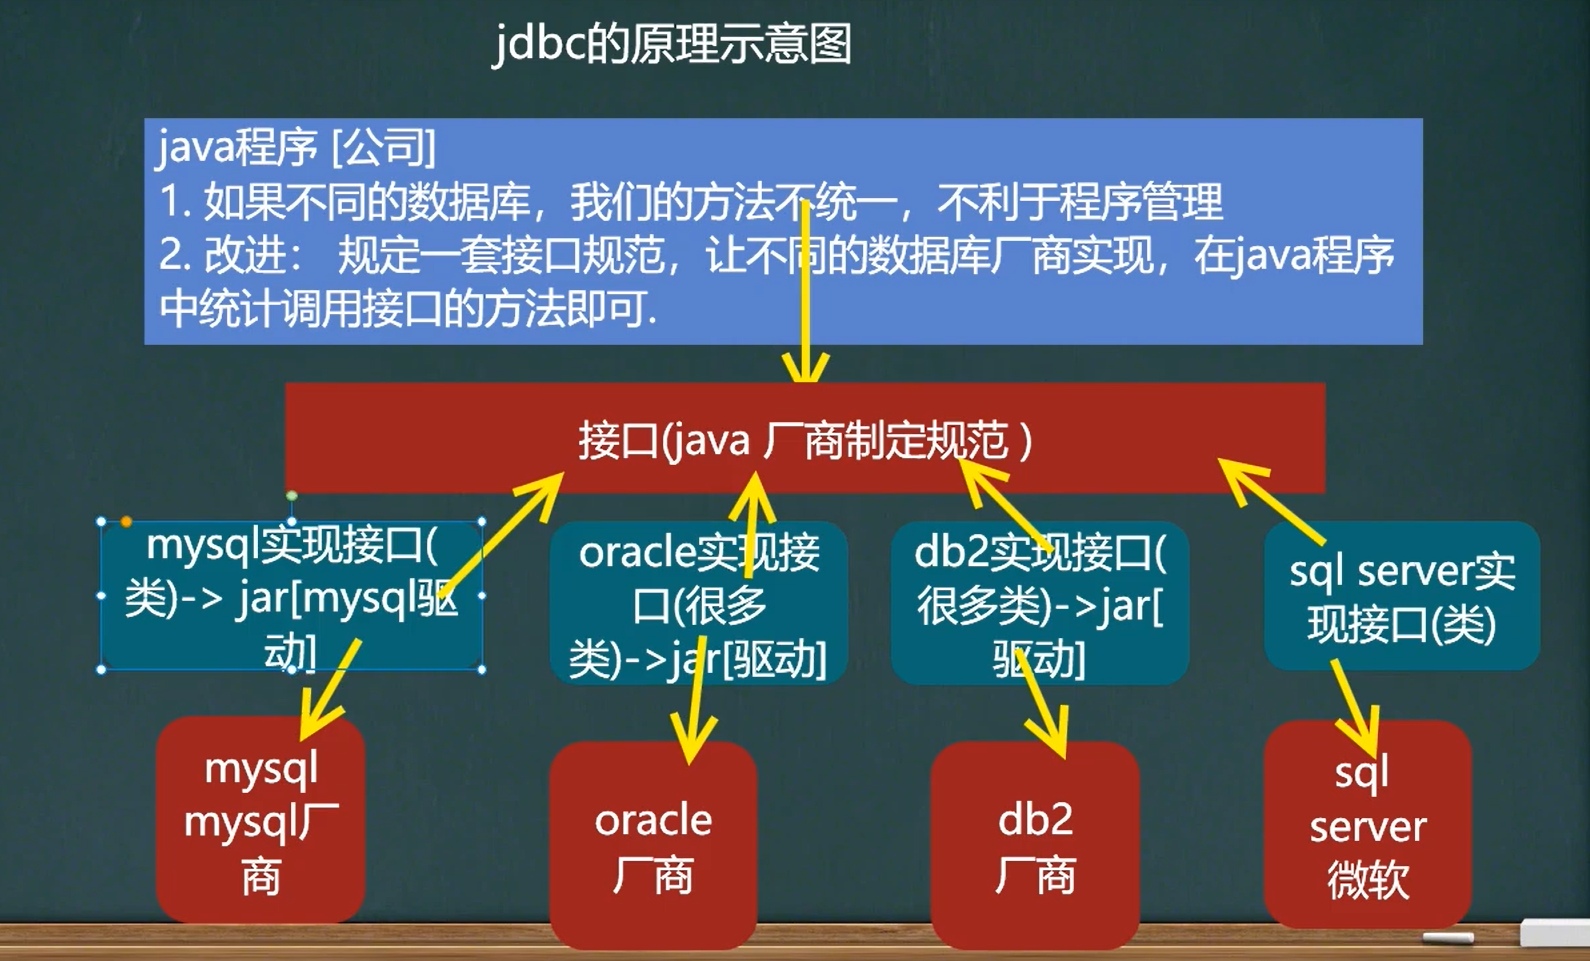 jdbc的原理示意图
java程序 [公司]
1. 如果不同的数据库，我们的方法不统一，不利于程序管理
2. 改进： 规定一套接口规范，让不同的数据库厂商实现，在java程序
中统计调用接口的方法即可.
接口(java 厂商制定规范 )
mysql实现接口(
类)-> jar[mysql驱
动]
oracle实现接
口(很多
类)->jar[驱动]
db2实现接口(
很多类)->jar[
驱动]
sql server实
现接口(类)
mysql
mysql厂
商
oracle
厂商
db2
厂商
sql
server
微软